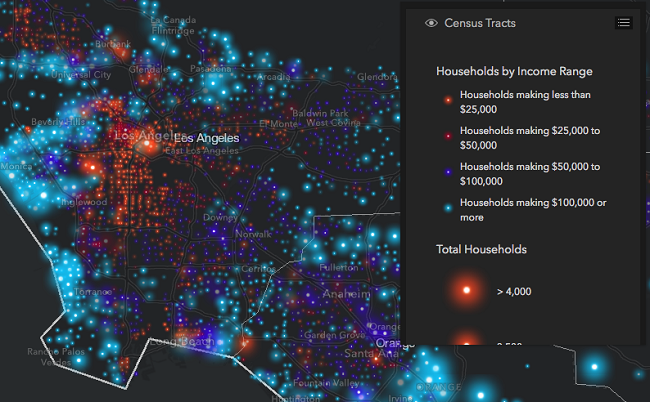 La Canada
Flintridge
Burbank
Universal City
Glendale
Pasadena
Arcadia
Glendora
Beverly Hills
Los Angeles
Los Angeles
East Los Angeles
El Monte
Baldwin Park
West Covina
Monica
Inglewood
Downey
Norwalk
Cerritos
Fullerton
Torrance
Anaheim
Rancho Palos
Verdes
Long Beach
Garden Grove
Orange
Orange
Santa Ana
Fountain Valley
Huntington
ORANGE
Irvin
Census Tracts
Households by Income Range
Households making less than
$25,000
Households making $25,000 to
$50,000
Households making $50,000 to
$100,000
Households making $100,000 or
more
Total Households
> 4,000